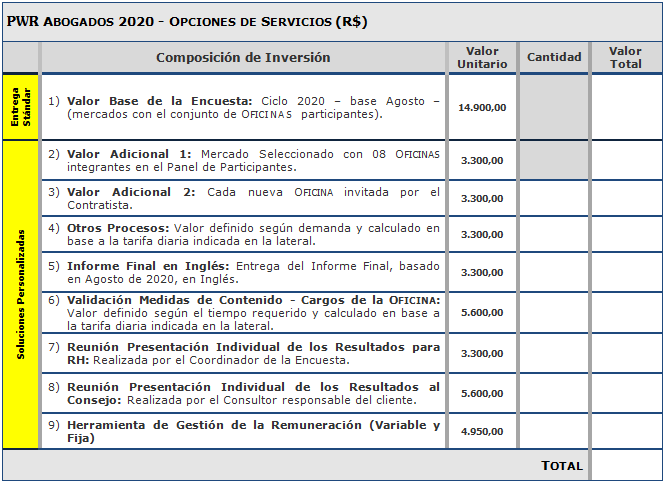 PWR ABOGADOS 2020 - OPCIONES DE SERVICIOS (R$)
Composición de Inversión
Valor
Unitario
Cantidad
Valor
Total
Entrega
Stándar
1) Valor Base de la Encuesta: Ciclo 2020 – base Agosto –
(mercados con el conjunto de OFICINAS participantes).
14.900,00
Soluciones Personalizadas
2) Valor Adicional 1: Mercado Seleccionado con 08 OFICINAS
integrantes en el Panel de Participantes.
3.300,00
3) Valor Adicional 2: Cada nueva OFICINA invitada por el
Contratista.
3.300,00
4) Otros Procesos: Valor definido según demanda y calculado en
base a la tarifa diaria indicada en la lateral.
3.300,00
5) Informe Final en Inglés: Entrega del Informe Final, basado
en Agosto de 2020, en Inglés.
3.300,00
6) Validación Medidas de Contenido - Cargos de la OFICINA:
Valor definido según el tiempo requerido y calculado en base a
la tarifa diaria indicada en la lateral.
5.600,00
7) Reunión Presentación Individual de los Resultados para
RH: Realizada por el Coordinador de la Encuesta.
3.300,00
8) Reunión Presentación Individual de los Resultados al
Consejo: Realizada por el Consultor responsable del cliente.
5.600,00
9) Herramienta de Gestión de la Remuneración (Variable y
Fija)
4.950,00
TOTAL